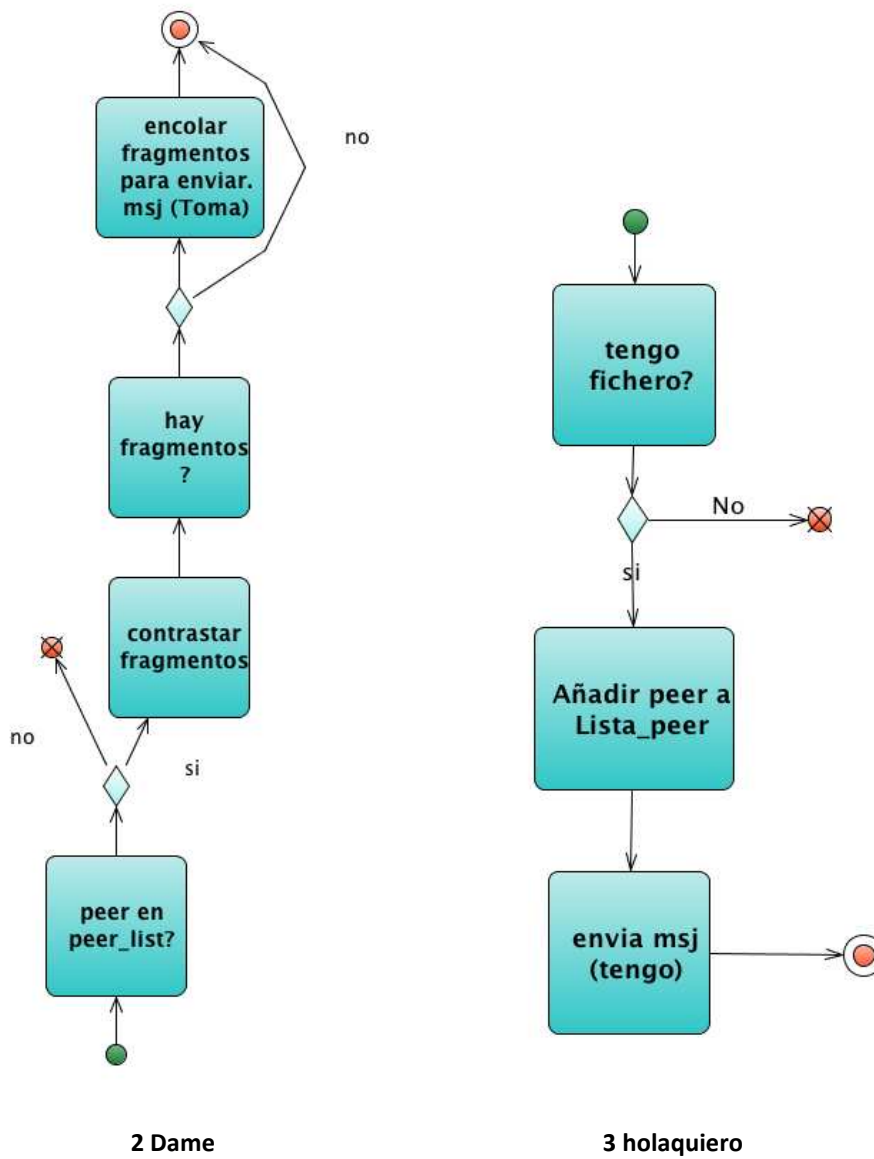 encolar
fragmentos
para enviar.
msj (Toma)
no
hay
fragmentos
?
contrastar
fragmentos
no
si
peer en
peer_list?
2 Dame
tengo
fichero?
No
si
Añadir peer a
Lista_peer
envia msj
(tengo)
3 holaquiero